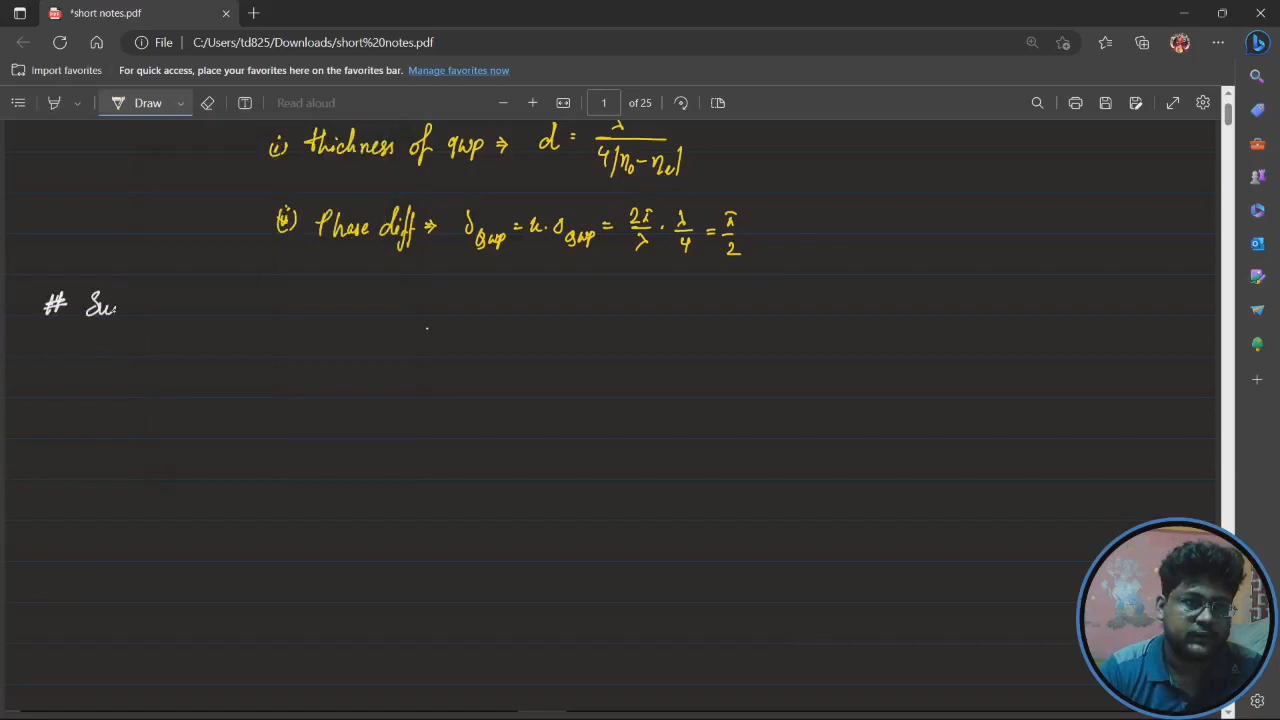 *short notes.pdf
File
C:/Users/td825/Downloads/short%20notes.pdf
Import favorites
For quick access, place your favorites here on the favorites bar. Manage favorites now
Draw
Read aloud
1 of 25
(i) thickness of qwp ⇒ d = λ / 4|n₀ - nₑ|
(ii) Phase diff ⇒ δQwp = k. δQwp = 2π/λ · λ/4 = π/2
# Su